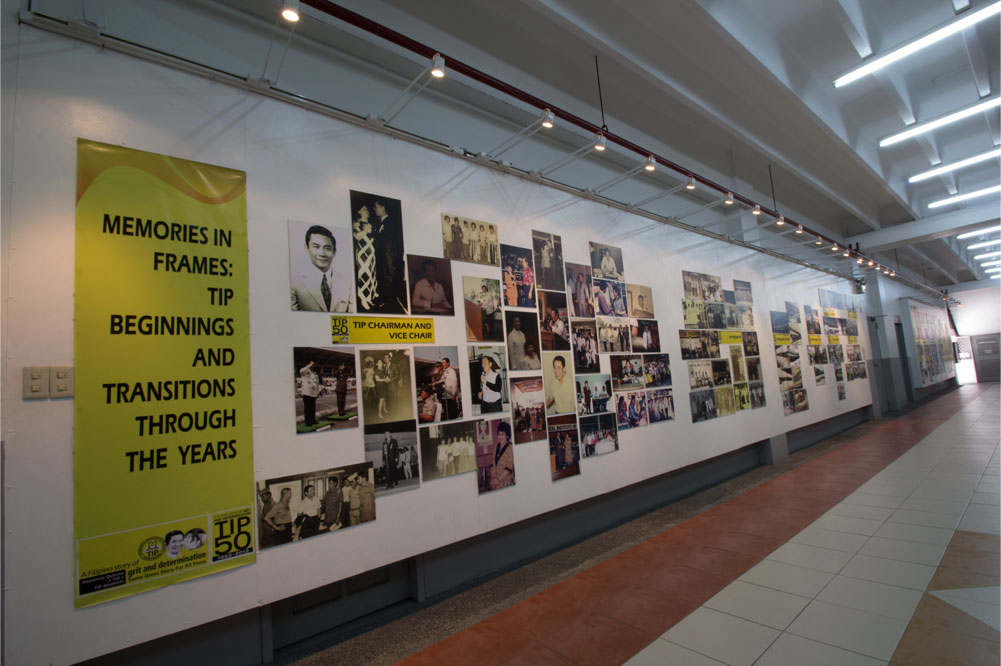 MEMORIES IN
FRAMES:
TIP
BEGINNINGS
AND
TRANSITIONS
THROUGH
THE YEARS
TIP
50
A Filipino story of
grit and determination
TIP
50
TIP CHAIRMAN AND
VICE CHAIR